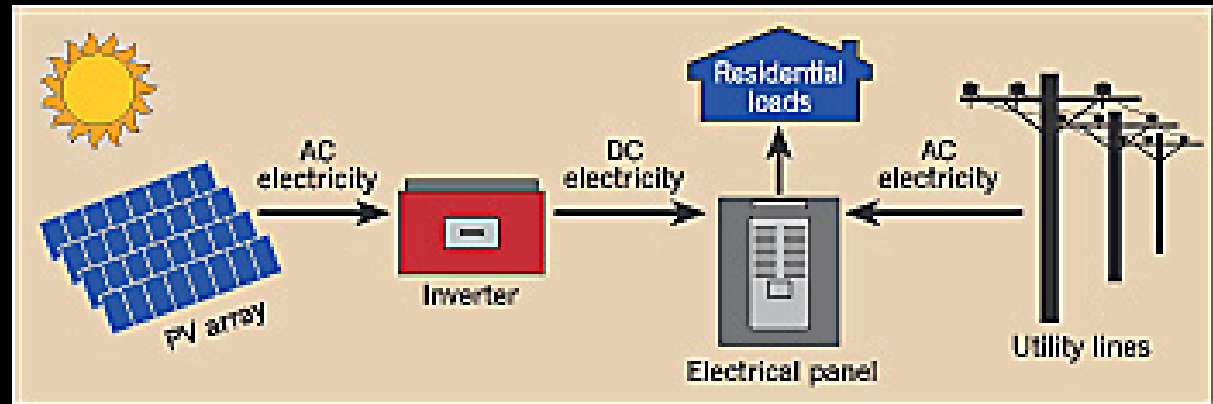 Residential
loads
AC
electricity
DC
electricity
AC
electricity
Inverter
PV array
Electrical panel
Utility lines